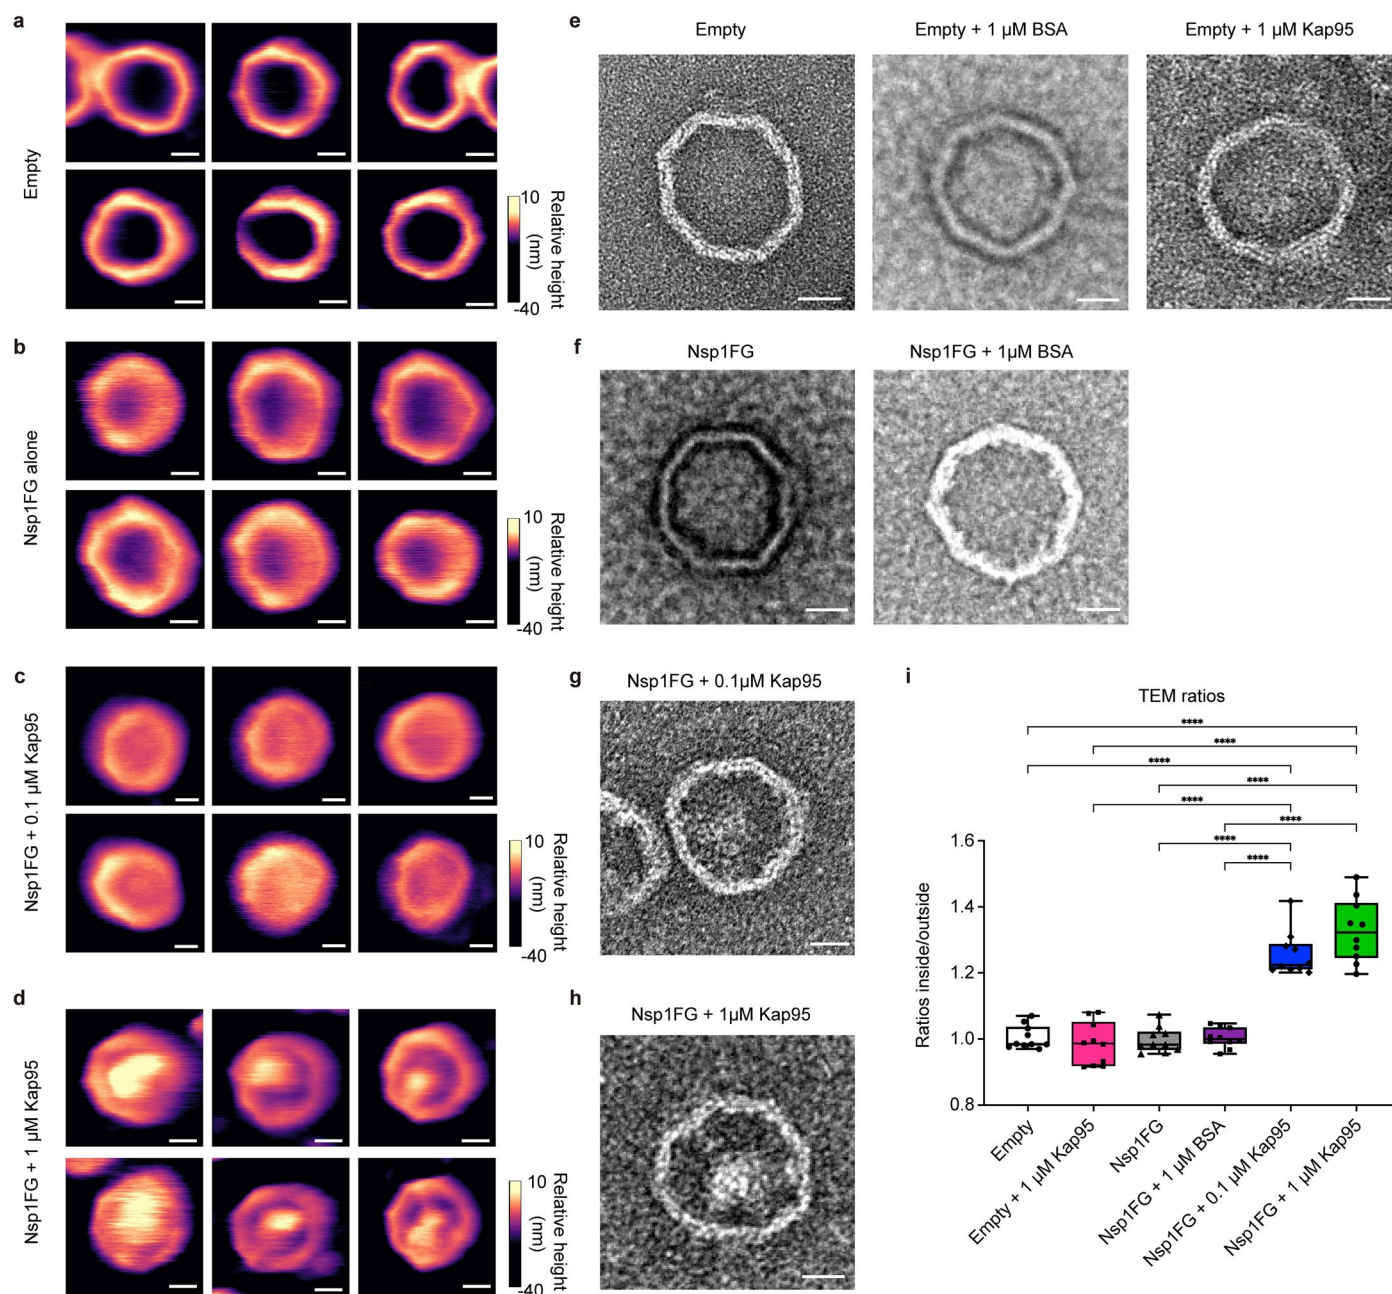 a
Empty
10
-40
Relative height
(nm)
b
Nsp1FG alone
10
-40
Relative height
(nm)
c
Nsp1FG + 0.1 µM Kap95
10
-40
Relative height
(nm)
d
Nsp1FG + 1 µM Kap95
10
-40
Relative height
(nm)
e
Empty
Empty + 1 µM BSA
Empty + 1 µM Kap95
f
Nsp1FG
Nsp1FG + 1µM BSA
g
Nsp1FG + 0.1µM Kap95
h
Nsp1FG + 1µM Kap95
i
TEM ratios
****
****
****
****
****
****
****
****
Ratios inside/outside
1.6
1.4
1.2
1.0
0.8
Empty
Empty + 1 µM Kap95
Nsp1FG
Nsp1FG + 1 µM BSA
Nsp1FG + 0.1 µM Kap95
Nsp1FG + 1 µM Kap95